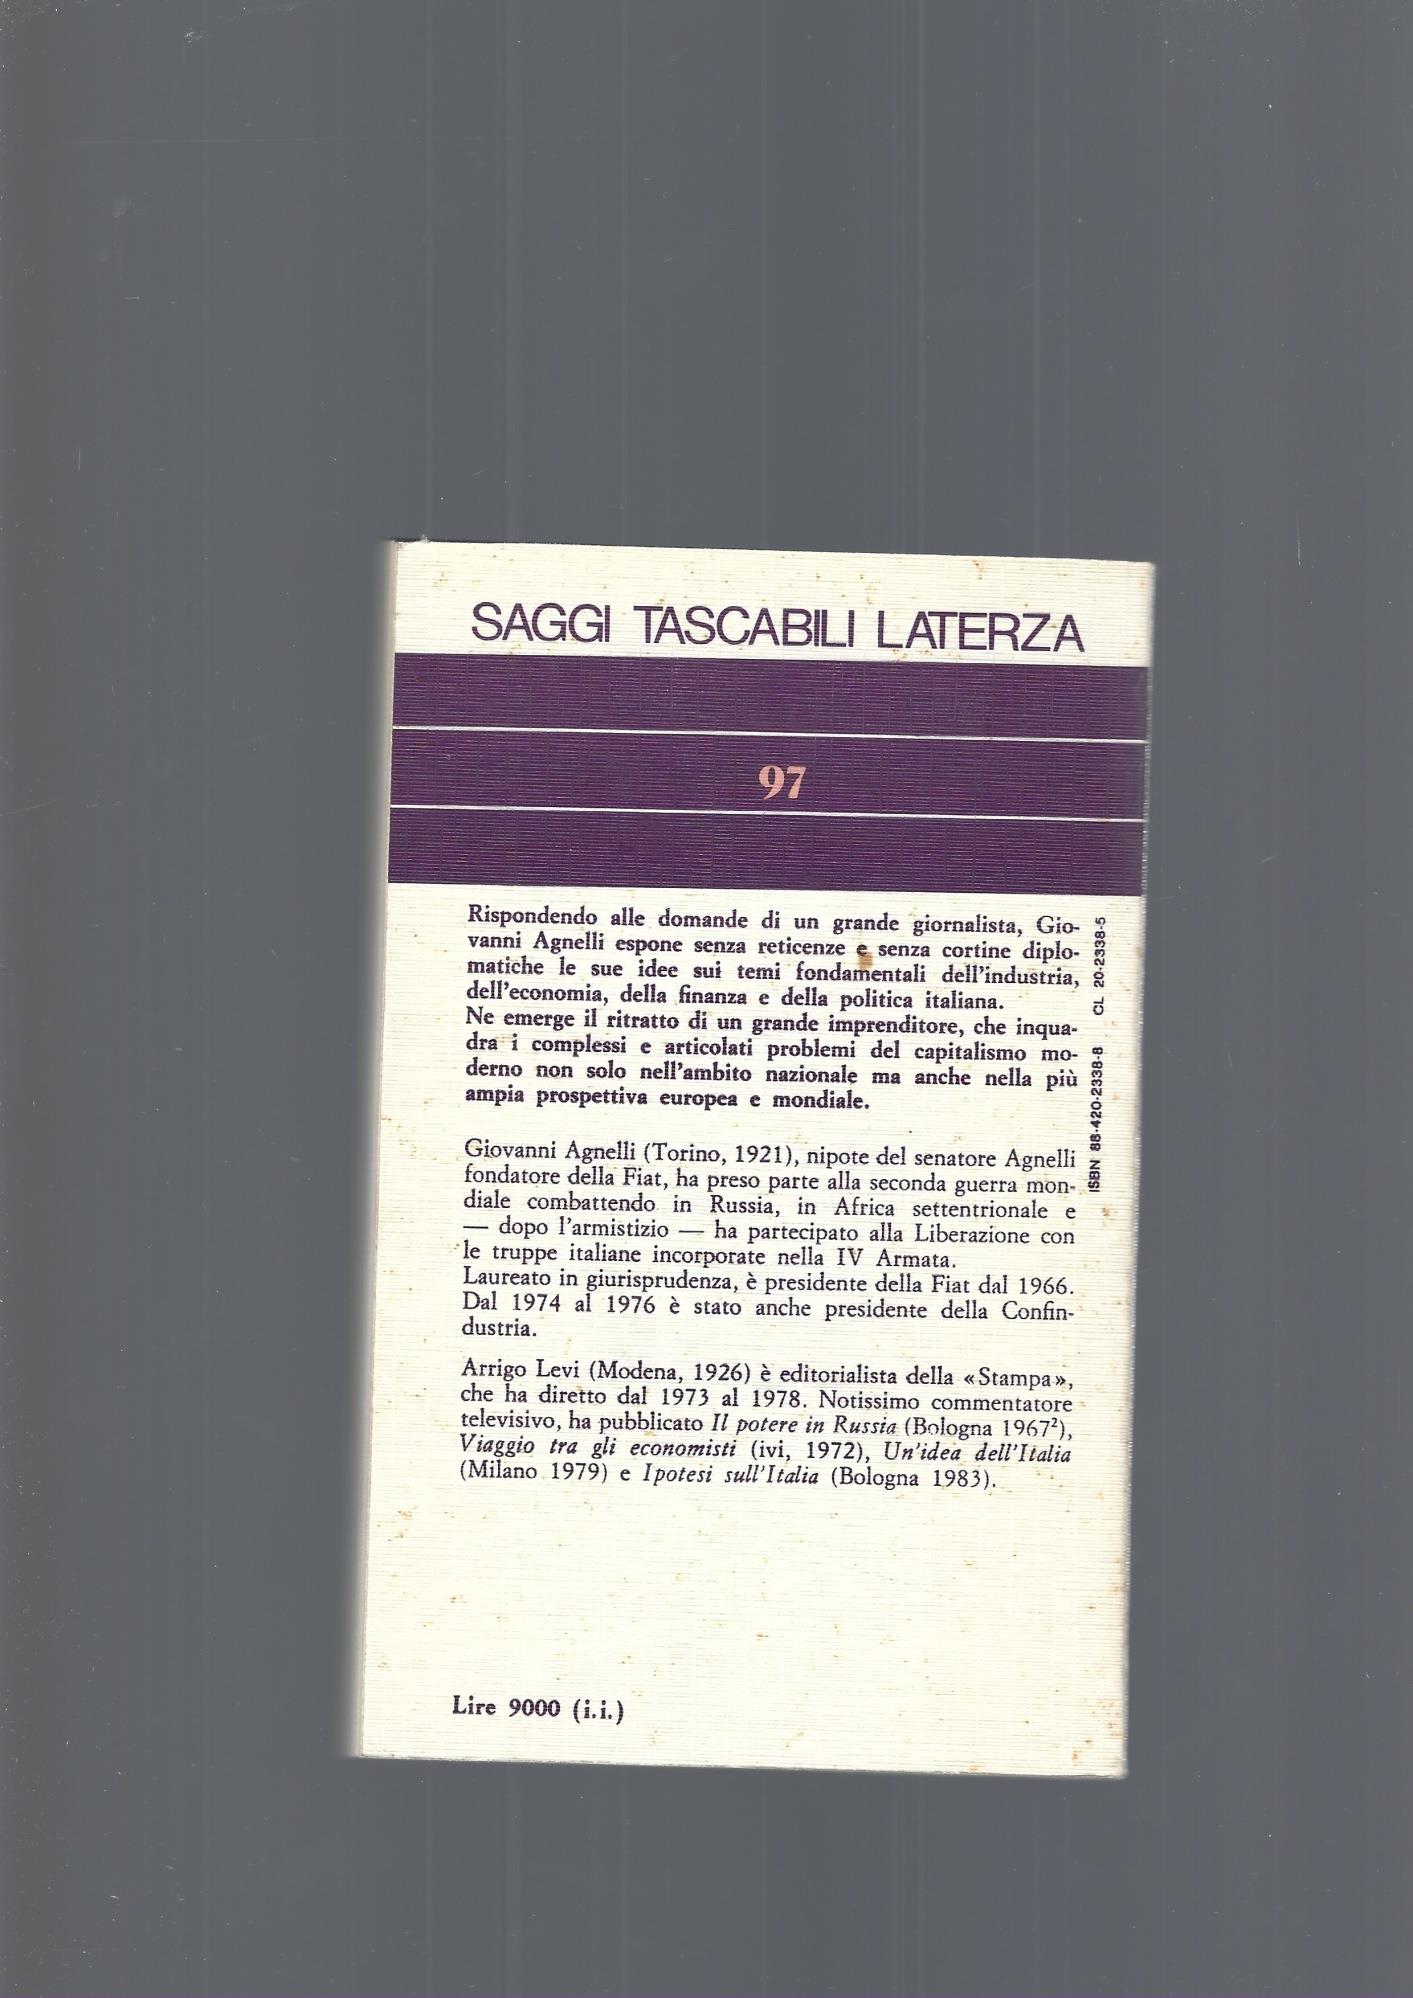 SAGGI TASCABILI LATERZA
97
Rispondendo alle domande di un grande giornalista, Gio-
vanni Agnelli espone senza reticenze e senza cortine diplo-
matiche le sue idee sui temi fondamentali dell'industria,
dell'economia, della finanza e della politica italiana.
Ne emerge il ritratto di un grande imprenditore, che inqua-
dra i complessi e articolati problemi del capitalismo mo-
derno non solo nell'ambito nazionale ma anche nella più
ampia prospettiva europea e mondiale.
Giovanni Agnelli (Torino, 1921), nipote del senatore Agnelli
fondatore della Fiat, ha preso parte alla seconda guerra mon-
diale combattendo in Russia, in Africa settentrionale e
— dopo l'armistizio — ha partecipato alla Liberazione con
le truppe italiane incorporate nella IV Armata.
Laureato in giurisprudenza, è presidente della Fiat dal 1966.
Dal 1974 al 1976 è stato anche presidente della Confin-
dustria.
Arrigo Levi (Modena, 1926) è editorialista della «Stampa»,
che ha diretto dal 1973 al 1978. Notissimo commentatore
televisivo, ha pubblicato Il potere in Russia (Bologna 1967²),
Viaggio tra gli economisti (ivi, 1972), Un'idea dell'Italia
(Milano 1979) e Ipotesi sull'Italia (Bologna 1983).
Lire 9000 (i.i.)
ISBN 88-420-2338-8 CL 20-2338-5